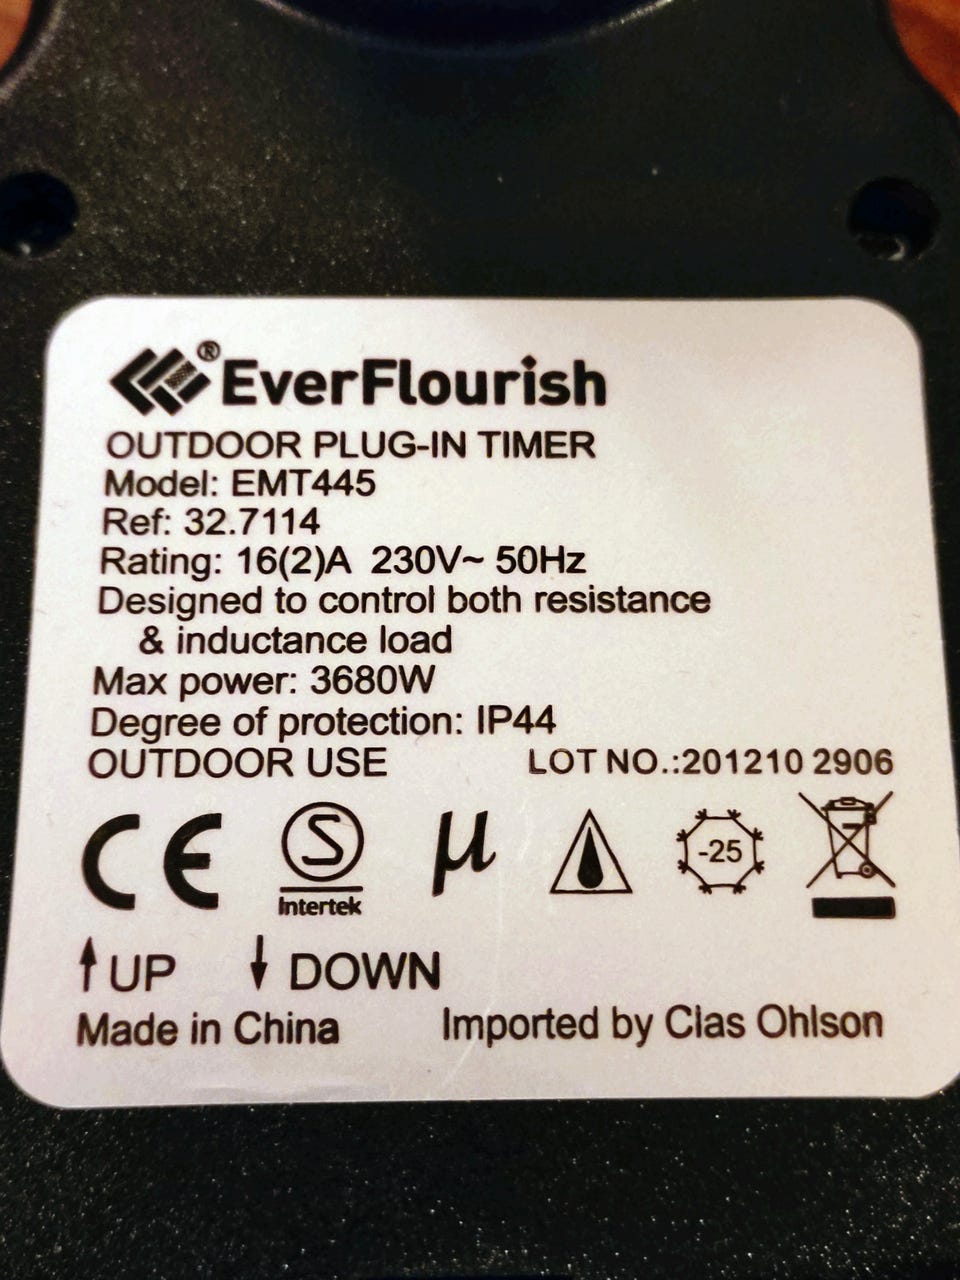 ®EverFlourish
OUTDOOR PLUG-IN TIMER
Model: EMT445
Ref: 32.7114
Rating: 16(2)A 230V~ 50Hz
Designed to control both resistance
& inductance load
Max power: 3680W
Degree of protection: IP44
OUTDOOR USE LOT NO.:201210 2906
CE S µ -25
Intertek
↑UP ↓ DOWN
Made in China Imported by Clas Ohlson